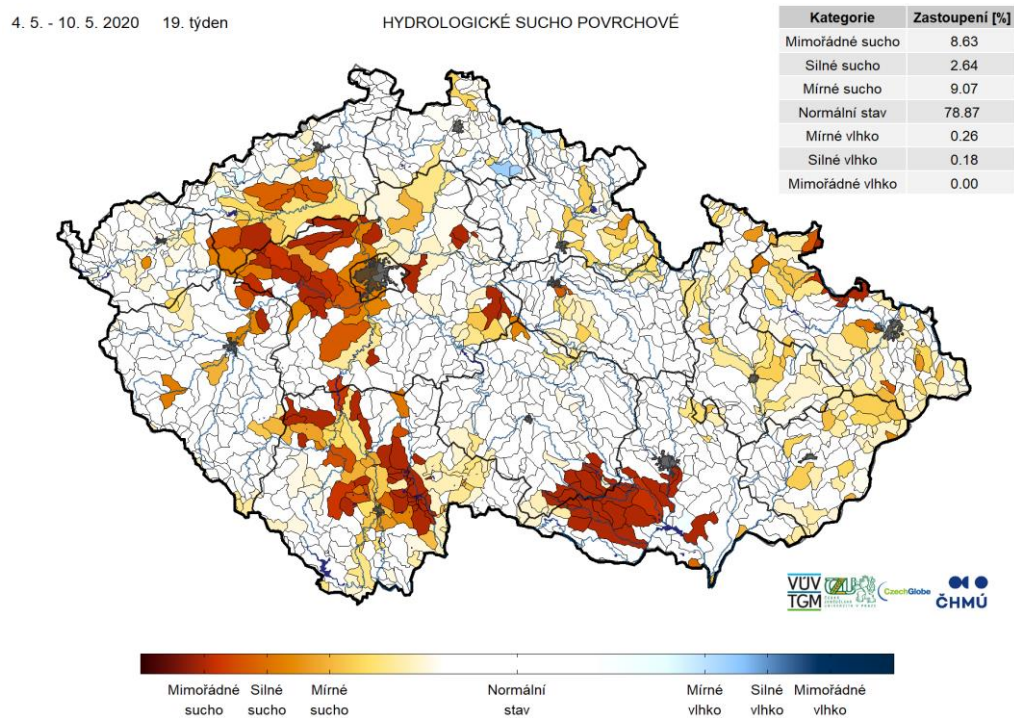 4. 5. - 10. 5. 2020 19. týden HYDROLOGICKÉ SUCHO POVRCHOVÉ
Kategorie Zastoupení [%]
Mimořádné sucho 8.63
Silné sucho 2.64
Mírné sucho 9.07
Normální stav 78.87
Mírné vlhko 0.26
Silné vlhko 0.18
Mimořádné vlhko 0.00
VÚV
TGM
CzechGlobe
ČHMÚ
Mimořádné Silné Mírné Normální Mírné Silné Mimořádné
sucho sucho sucho stav vlhko vlhko vlhko